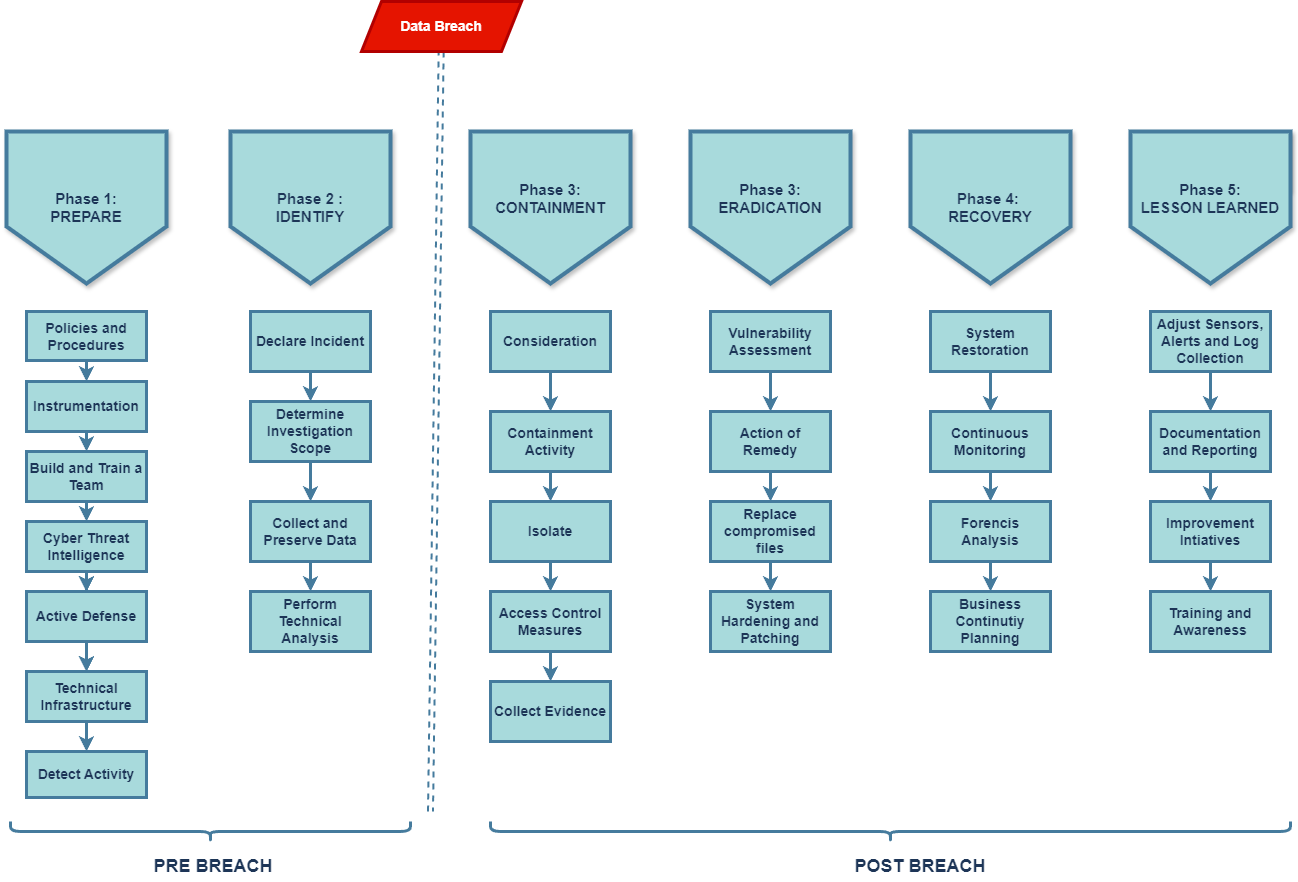 Data Breach
Phase 1:
PREPARE
Policies and
Procedures
Instrumentation
Build and Train a
Team
Cyber Threat
Intelligence
Active Defense
Technical
Infrastructure
Detect Activity
Phase 2 :
IDENTIFY
Declare Incident
Determine
Investigation
Scope
Collect and
Preserve Data
Perform
Technical
Analysis
Phase 3:
CONTAINMENT
Consideration
Containment
Activity
Isolate
Access Control
Measures
Collect Evidence
Phase 3:
ERADICATION
Vulnerability
Assessment
Action of
Remedy
Replace
compromised
files
System
Hardening and
Patching
Phase 4:
RECOVERY
System
Restoration
Continuous
Monitoring
Forencis
Analysis
Business
Continutiy
Planning
Phase 5:
LESSON LEARNED
Adjust Sensors,
Alerts and Log
Collection
Documentation
and Reporting
Improvement
Intiatives
Training and
Awareness
PRE BREACH
POST BREACH